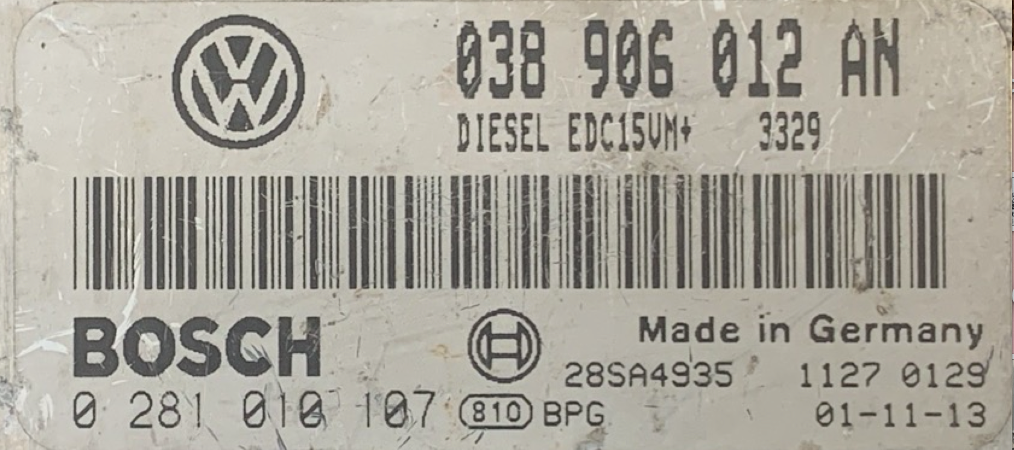 038 906 012 AN
DIESEL EDC15VM+ 3329
BOSCH
Made in Germany
28SA4935 1127 0129
0 281 010 107 810 BPG 01-11-13